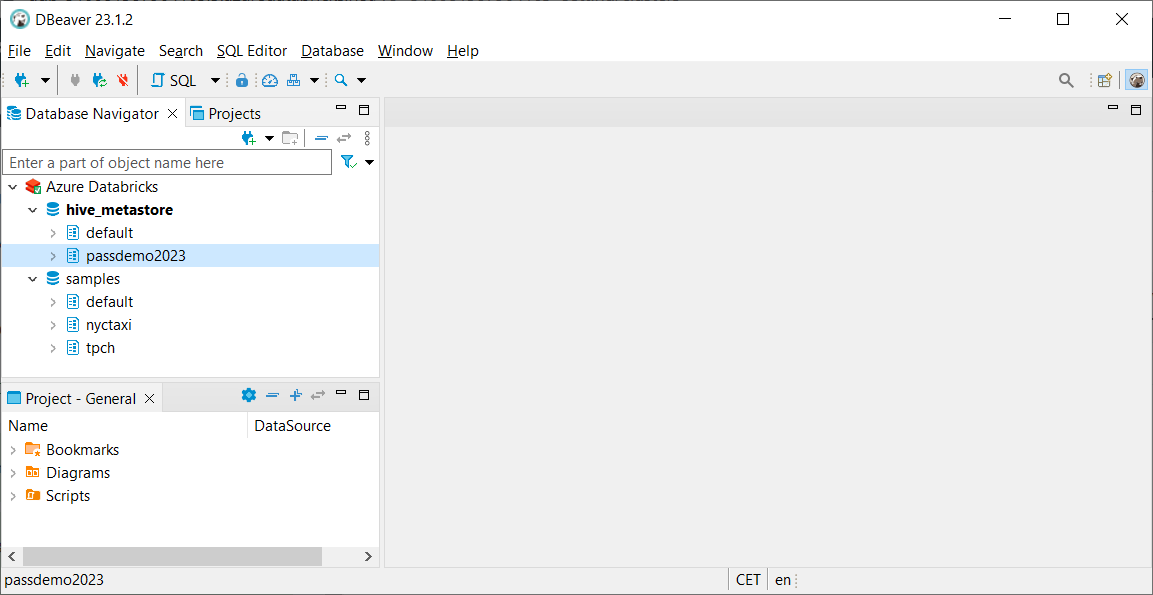 DBeaver 23.1.2
File Edit Navigate Search SQL Editor Database Window Help
SQL
Database Navigator Projects
Enter a part of object name here
Azure Databricks
hive_metastore
default
passdemo2023
samples
default
nyctaxi
tpch
Project - General
Name DataSource
Bookmarks
Diagrams
Scripts
passdemo2023 CET en